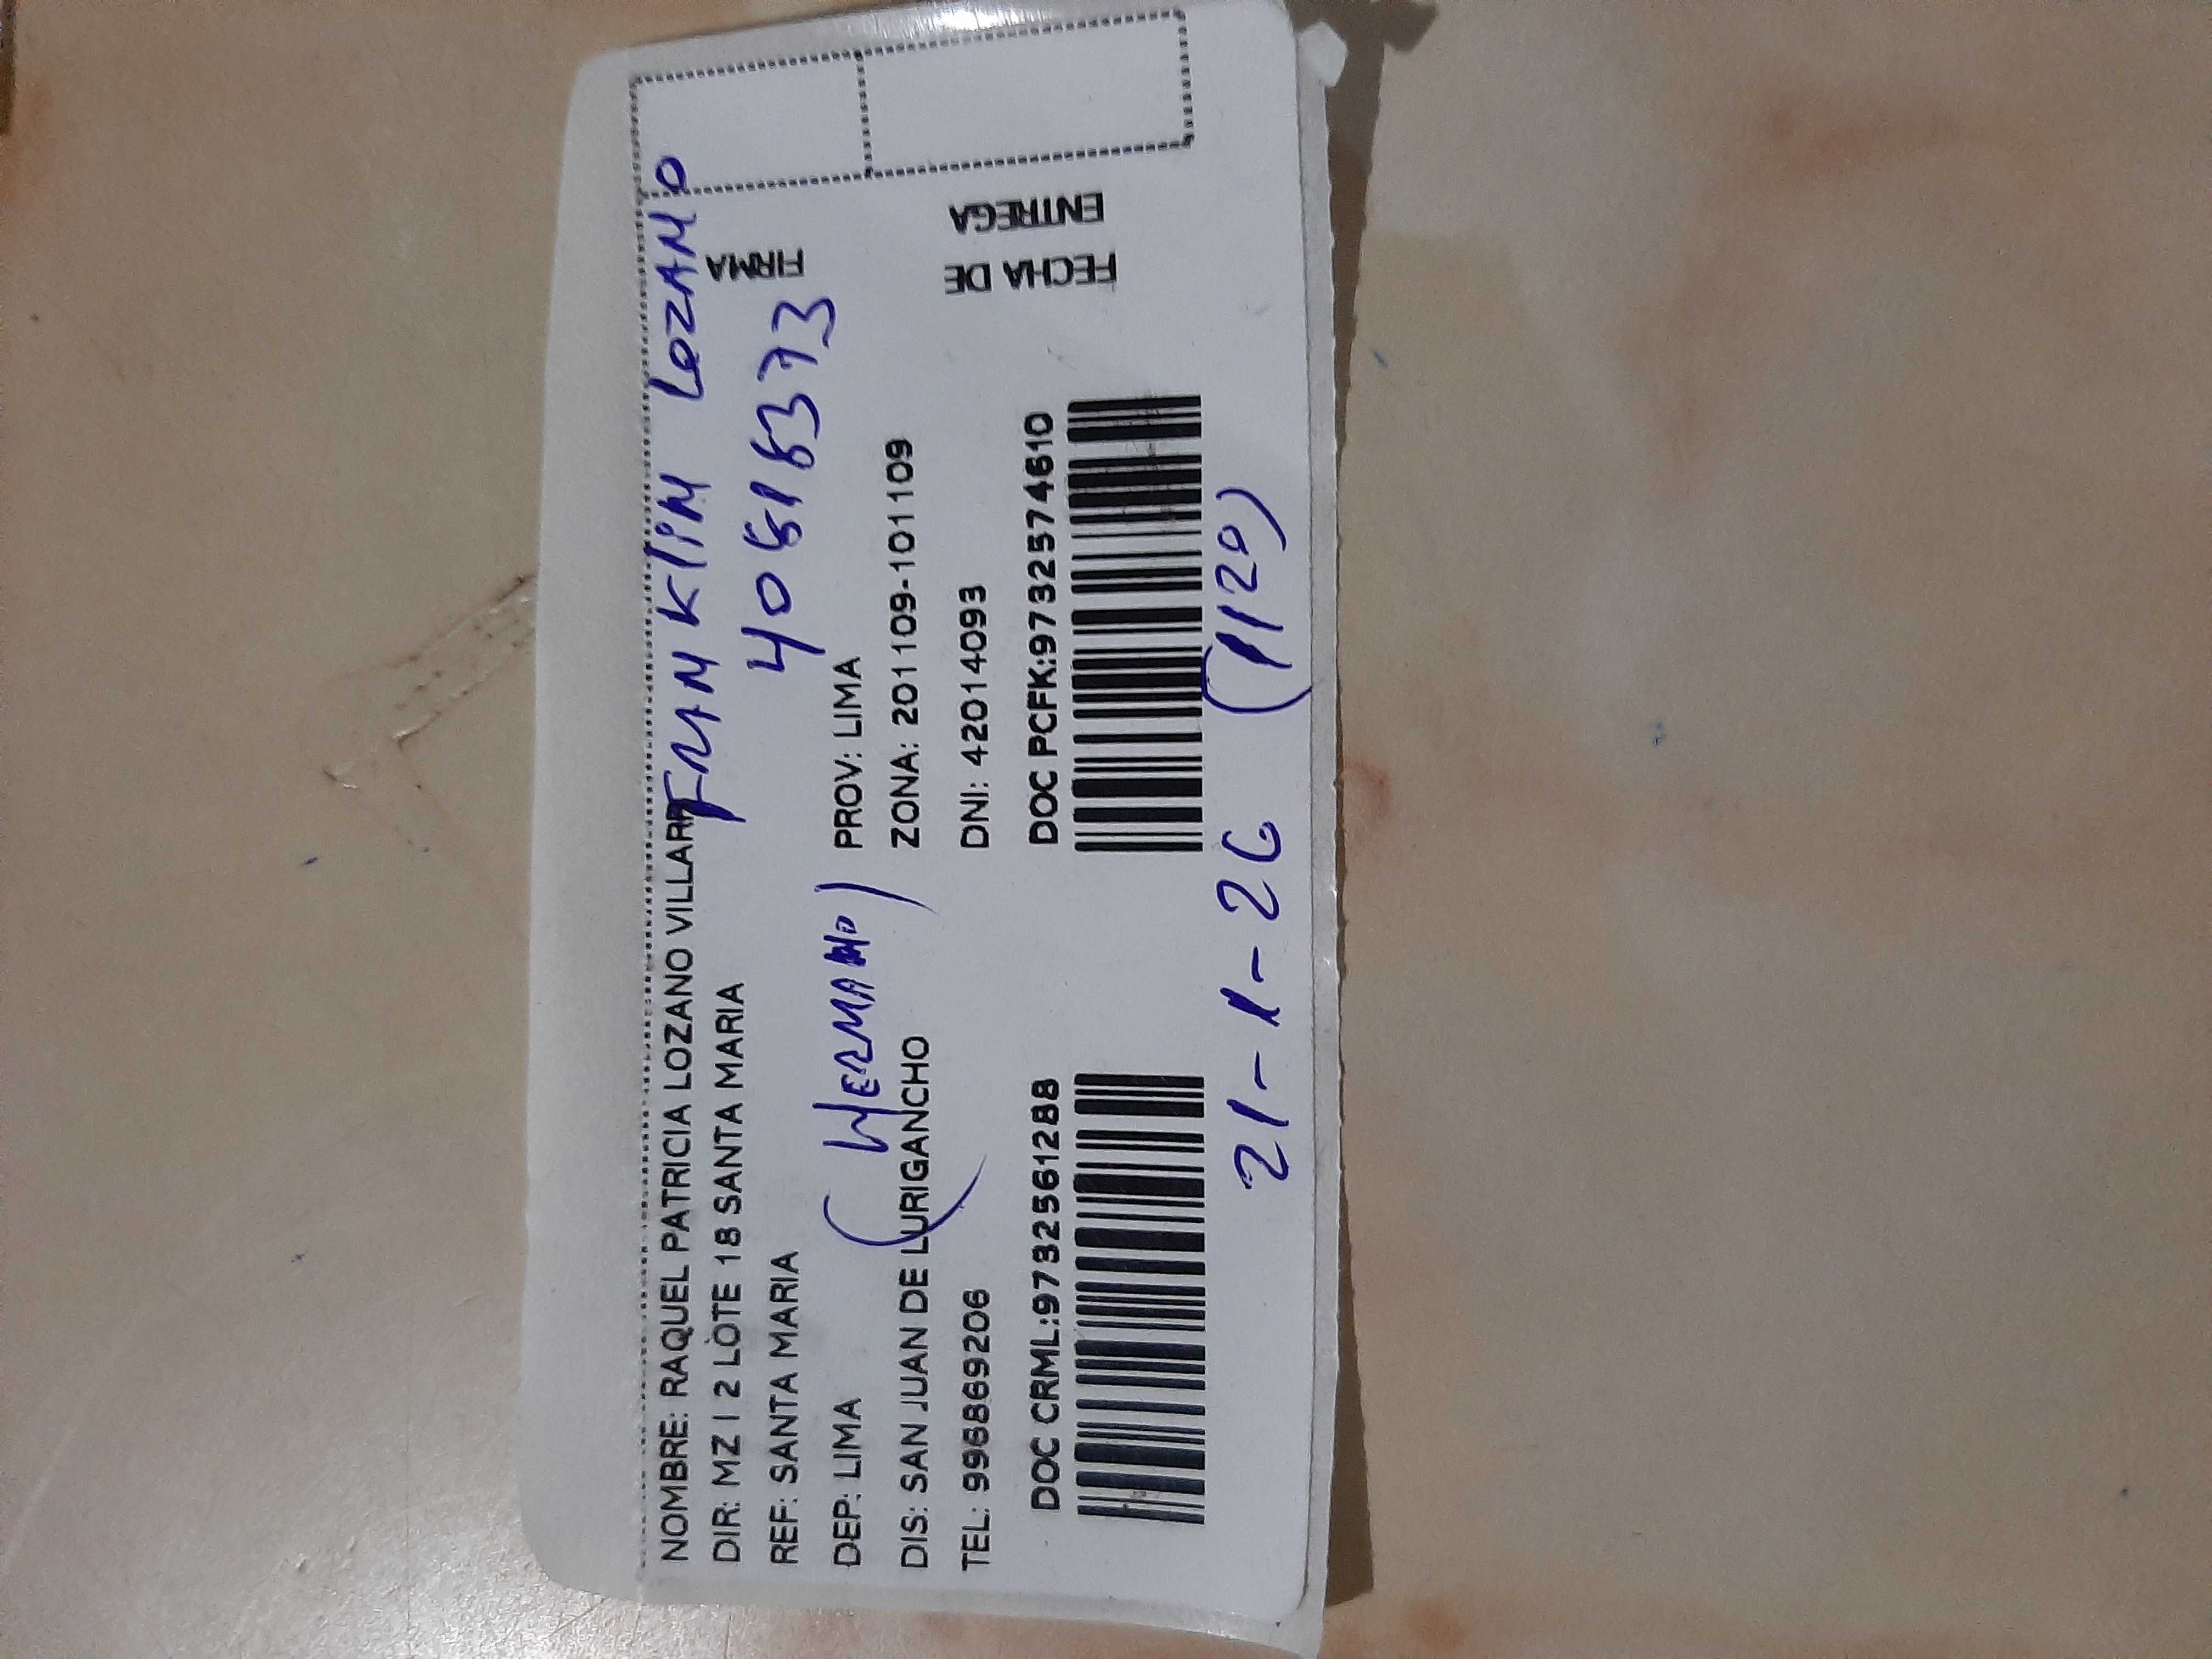 NOMBRE: RAQUEL PATRICIA LOZANO VILLARR
FRANKLIN LOZANO
DIR: MZ I 2 LOTE 18 SANTA MARIA
40818373
FIRMA
REF: SANTA MARIA
(HERMANO)
DEP: LIMA PROV: LIMA
DIS: SAN JUAN DE LURIGANCHO ZONA: 201109-101109
TEL: 996869206 DNI: 42014093
FECHA DE
ENTREGA
DOC CRML:9732561288 DOC PCFK:9732574610
21-1-26 (1120)